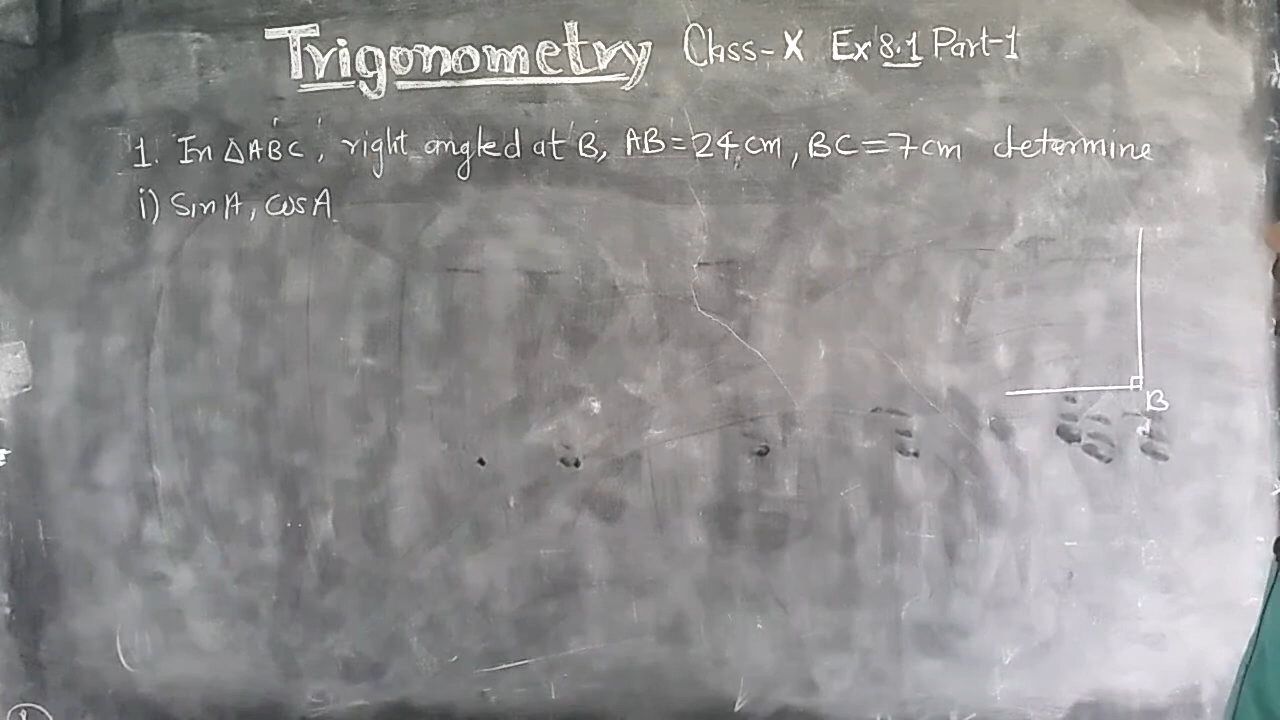 Trigonometry Class-X Ex 8.1 Part-1
1. In △ABC, right angled at B, AB=24cm, BC=7cm determine
i) Sin A, cos A
B